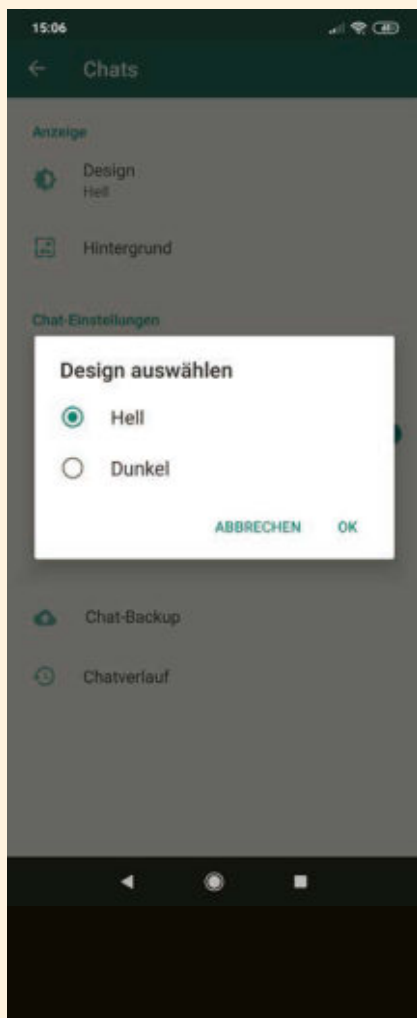 15:06
Chats
Anzeige
Design
Hell
Hintergrund
Chat-Einstellungen
Design auswählen
Hell
Dunkel
ABBRECHEN OK
Chat-Backup
Chatverlauf